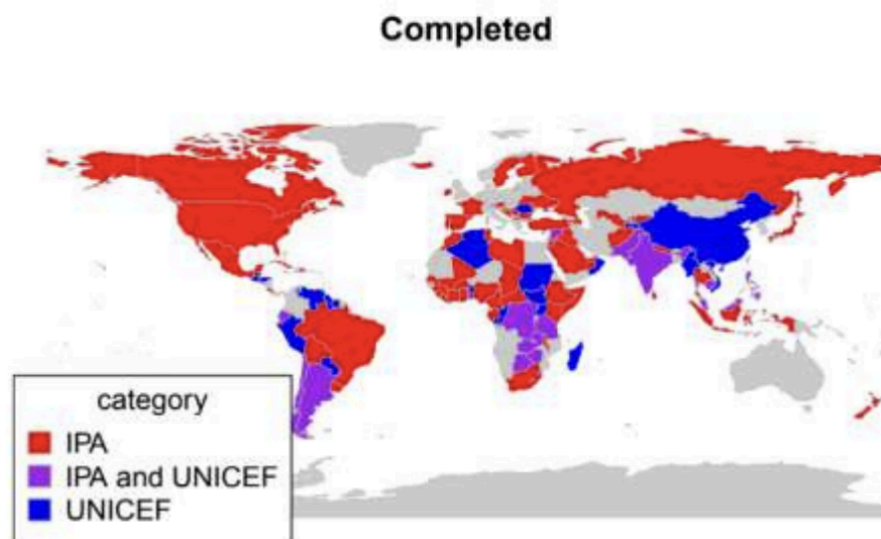 Completed
category
IPA
IPA and UNICEF
UNICEF